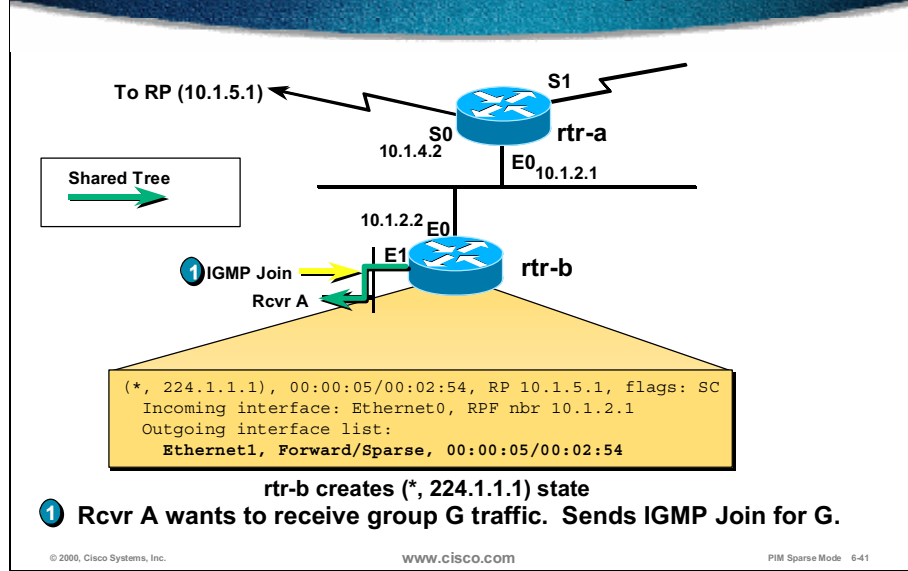 S1
To RP (10.1.5.1)
S0
rtr-a
10.1.4.2
E0
10.1.2.1
Shared Tree
10.1.2.2
E0
E1
rtr-b
1 IGMP Join
Rcvr A
(*, 224.1.1.1), 00:00:05/00:02:54, RP 10.1.5.1, flags: SC
Incoming interface: Ethernet0, RPF nbr 10.1.2.1
Outgoing interface list:
Ethernet1, Forward/Sparse, 00:00:05/00:02:54
rtr-b creates (*, 224.1.1.1) state
1 Rcvr A wants to receive group G traffic. Sends IGMP Join for G.
© 2000, Cisco Systems, Inc. www.cisco.com PIM Sparse Mode 6-41